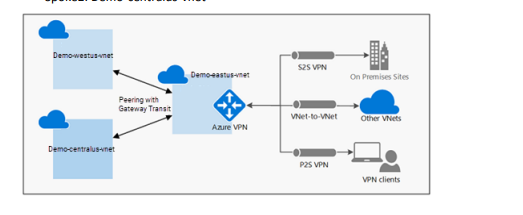 Demo-westus-vnet
Demo-eastus-vnet
Peering with
Gateway Transit
Azure VPN
Demo-centralus-vnet
S2S VPN
On Premises Sites
VNet-to-VNet
Other VNets
P2S VPN
VPN clients